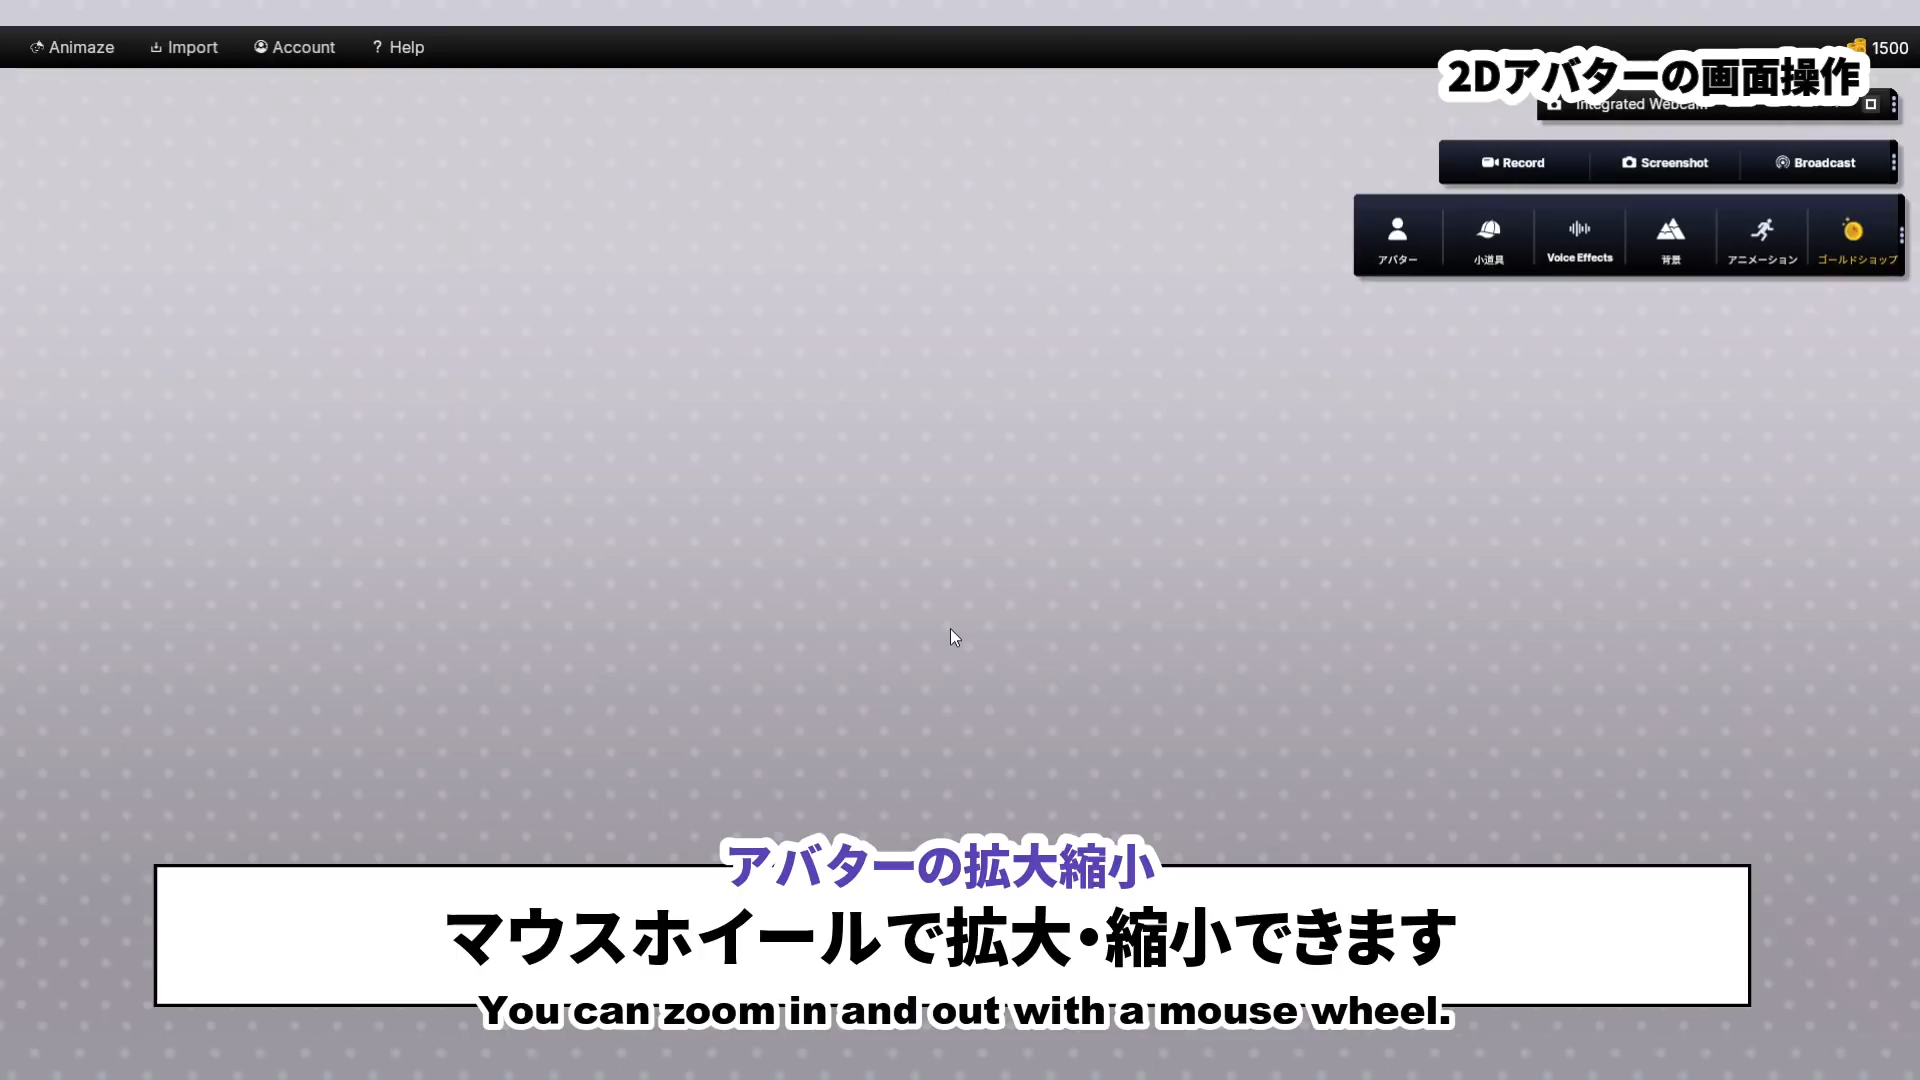 Animaze Import Account ? Help 1500
2Dアバターの画面操作
Integrated Webcam
Record Screenshot Broadcast
アバター 小道具 Voice Effects 背景 アニメーション ゴールドショップ
アバターの拡大縮小
マウスホイールで拡大・縮小できます
You can zoom in and out with a mouse wheel.